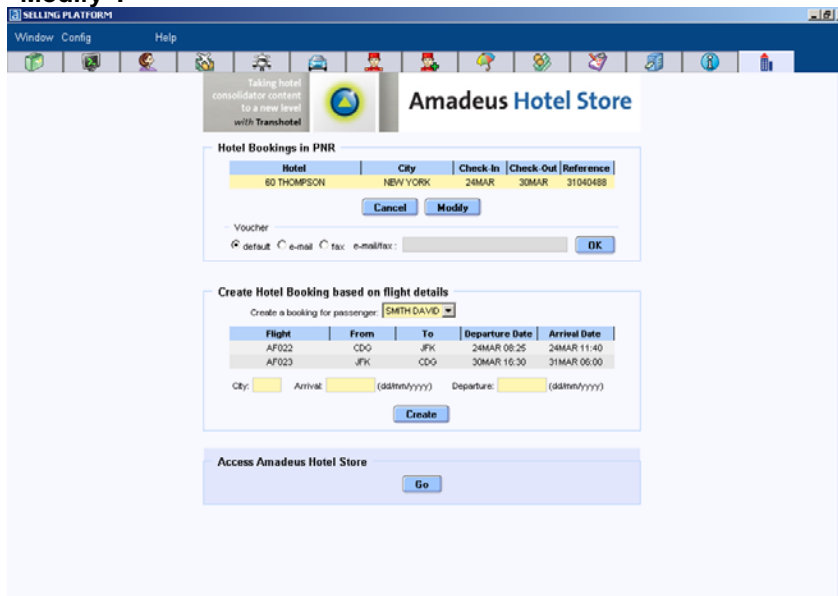 SELLING PLATFORM
Window Config Help
Taking hotel
consolidator content
to a new level
with Transhotel
Amadeus Hotel Store
Hotel Bookings in PNR
Hotel City Check-In Check-Out Reference
60 THOMPSON NEW YORK 24MAR 30MAR 31040488
Cancel Modify
Voucher
default e-mail fax e-mail/fax : OK
Create Hotel Booking based on flight details
Create a booking for passenger: SMITH DAVID
Flight From To Departure Date Arrival Date
AF022 CDG JFK 24MAR 08:25 24MAR 11:40
AF023 JFK CDG 30MAR 16:30 31MAR 06:00
City: Arrival: (dd/mm/yyyy) Departure: (dd/mm/yyyy)
Create
Access Amadeus Hotel Store
Go